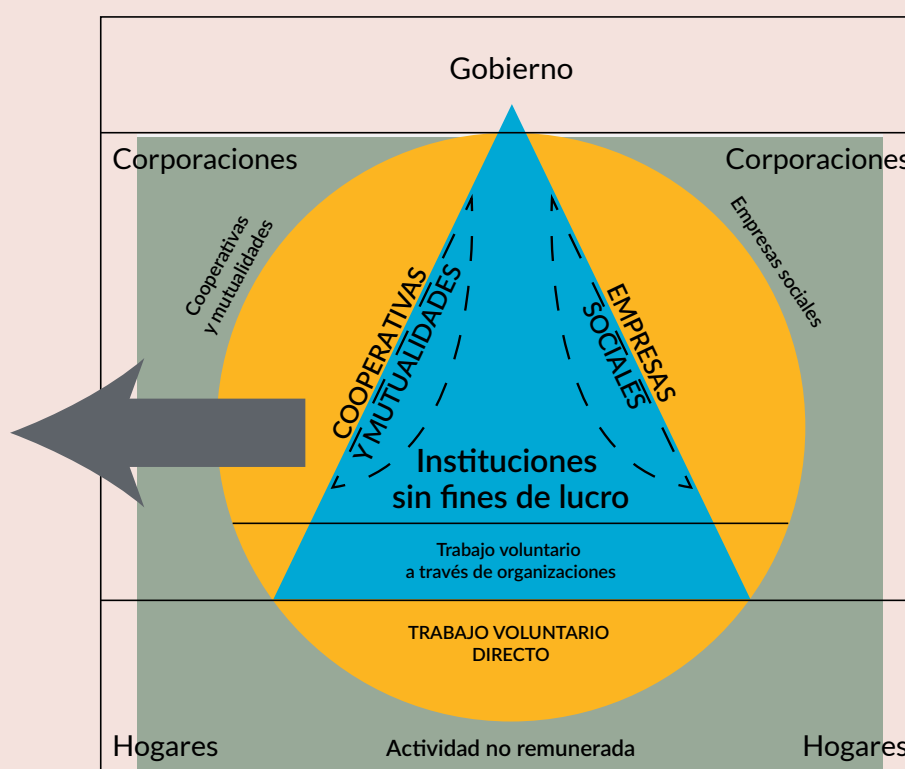 Gobierno
Corporaciones
Corporaciones
Cooperativas
y mutualidades
Empresas sociales
COOPERATIVAS
Y MUTUALIDADES
EMPRESAS
SOCIALES
Instituciones
sin fines de lucro
Trabajo voluntario
a través de organizaciones
TRABAJO VOLUNTARIO
DIRECTO
Hogares
Actividad no remunerada
Hogares